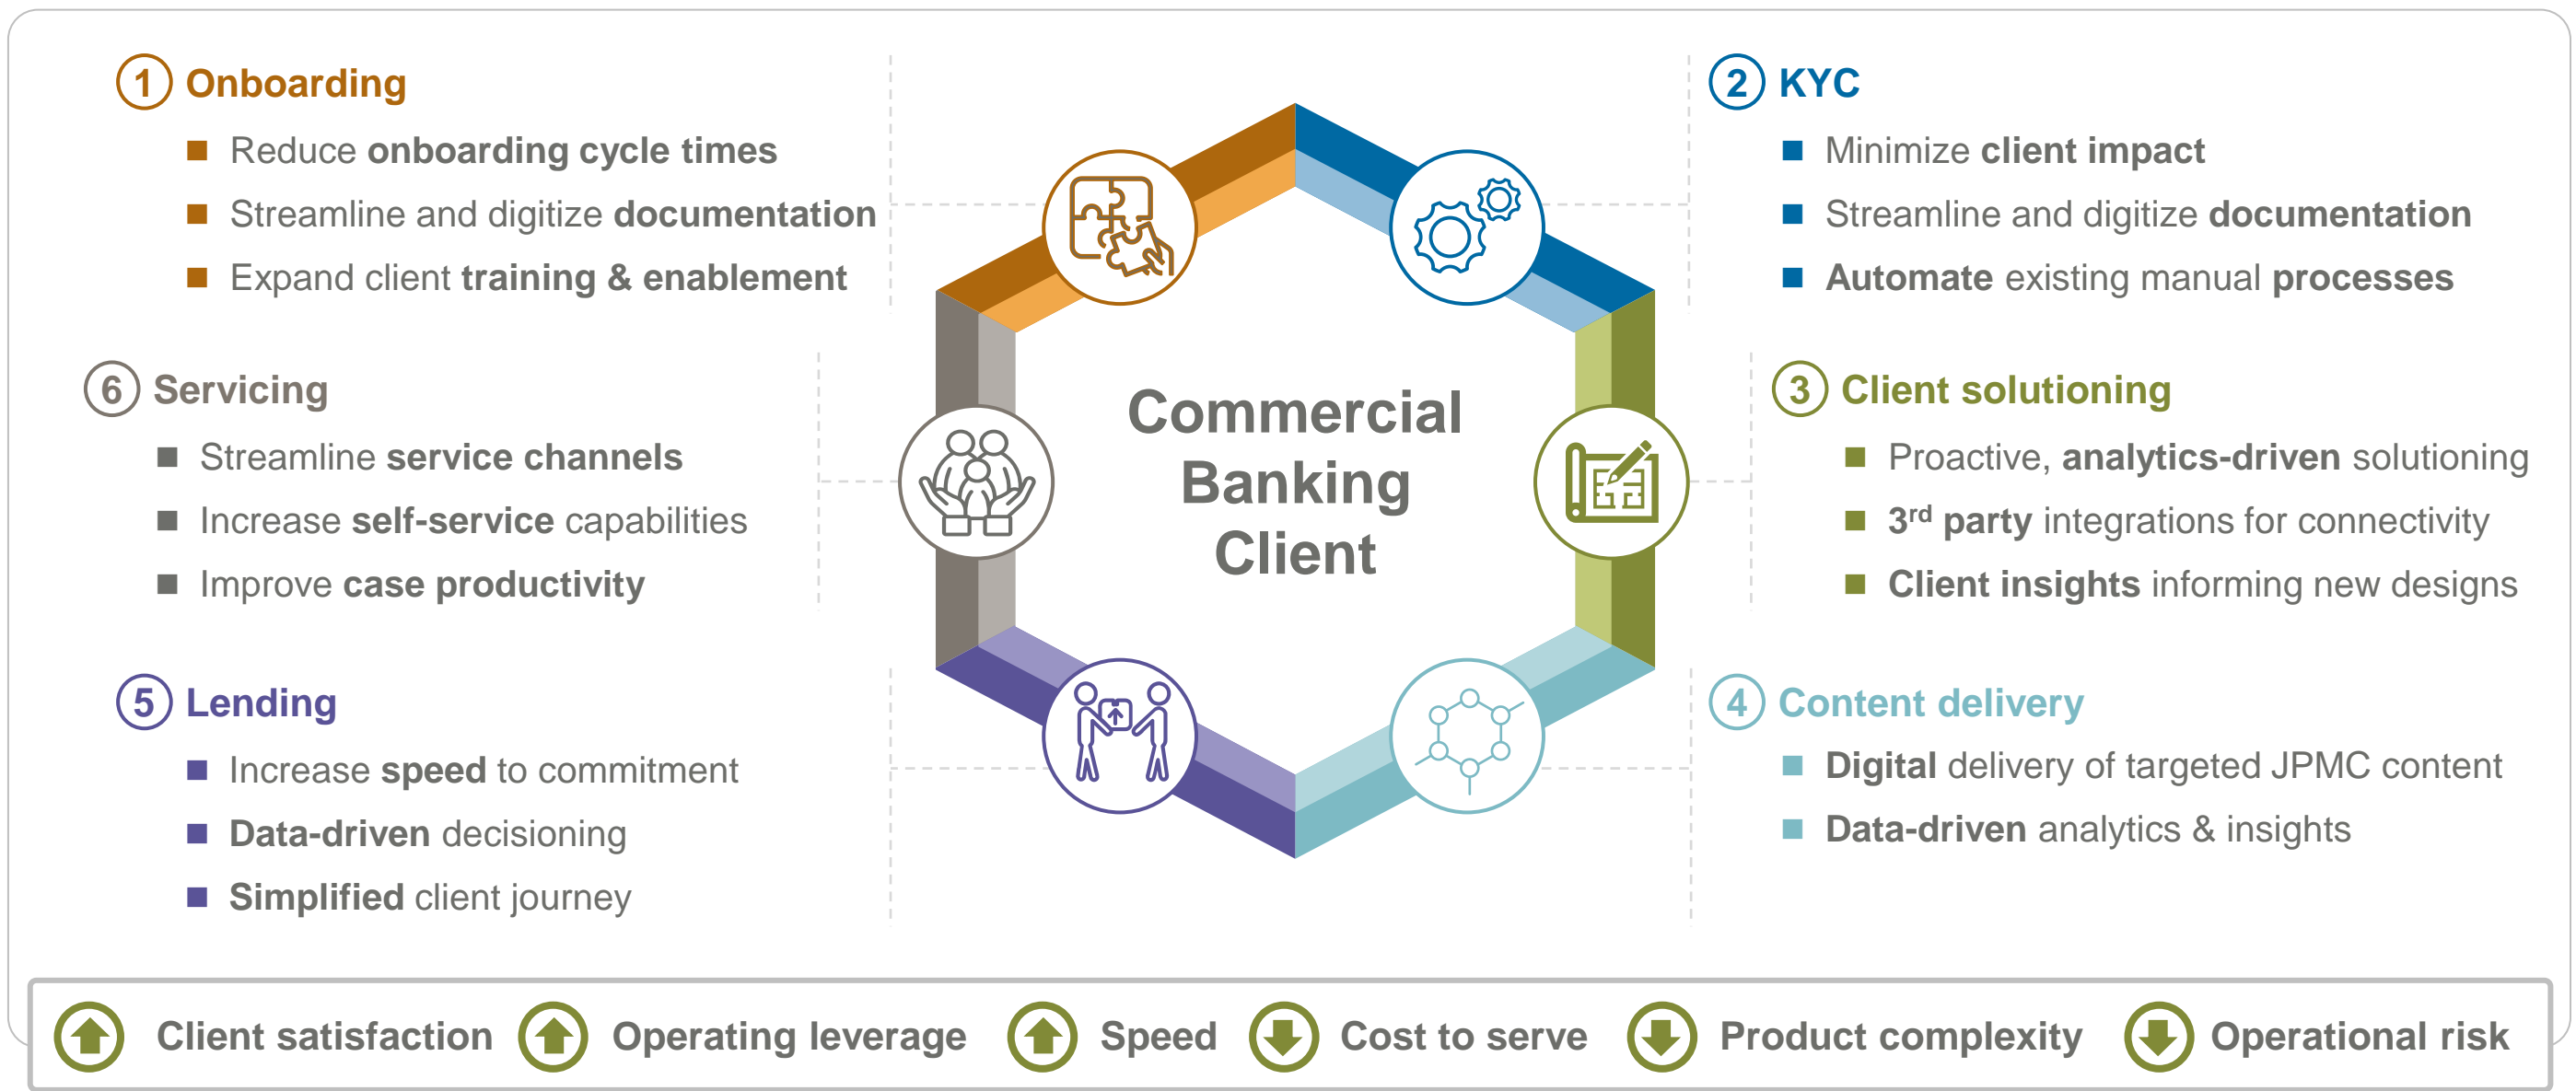 1 Onboarding
Reduce onboarding cycle times
Streamline and digitize documentation
Expand client training & enablement
2 KYC
Minimize client impact
Streamline and digitize documentation
Automate existing manual processes
6 Servicing
Streamline service channels
Increase self-service capabilities
Improve case productivity
Commercial
Banking
Client
3 Client solutioning
Proactive, analytics-driven solutioning
3rd party integrations for connectivity
Client insights informing new designs
5 Lending
Increase speed to commitment
Data-driven decisioning
Simplified client journey
4 Content delivery
Digital delivery of targeted JPMC content
Data-driven analytics & insights
Client satisfaction Operating leverage Speed Cost to serve Product complexity Operational risk